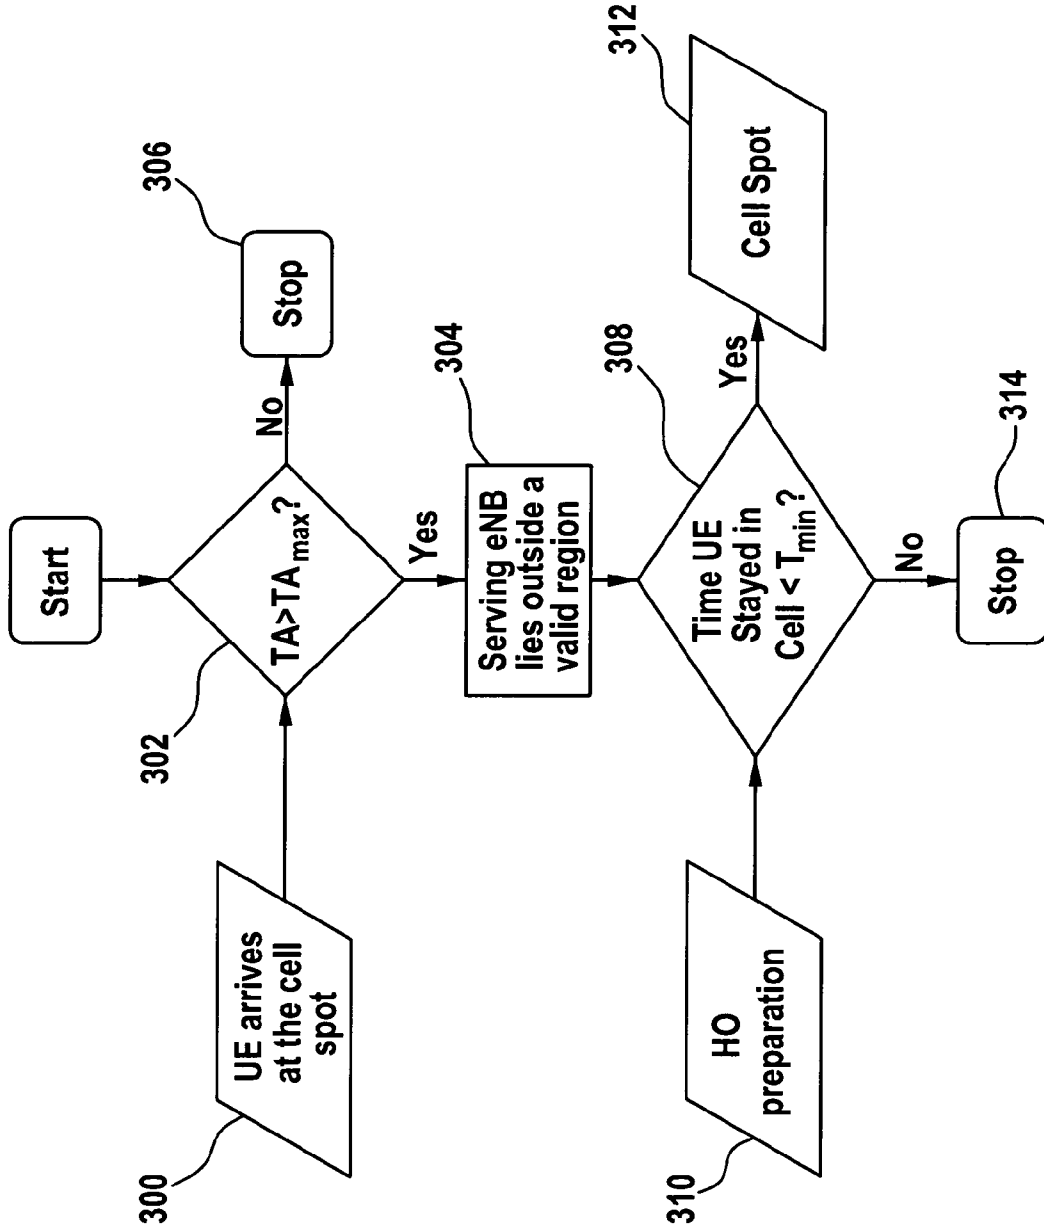 Start
300
UE arrives
at the cell
spot
302
TA>TAmax?
No
306
Stop
Yes
304
Serving eNB
lies outside a
valid region
310
HO
preparation
308
Time UE
Stayed in
Cell < Tmin?
Yes
312
Cell Spot
No
314
Stop